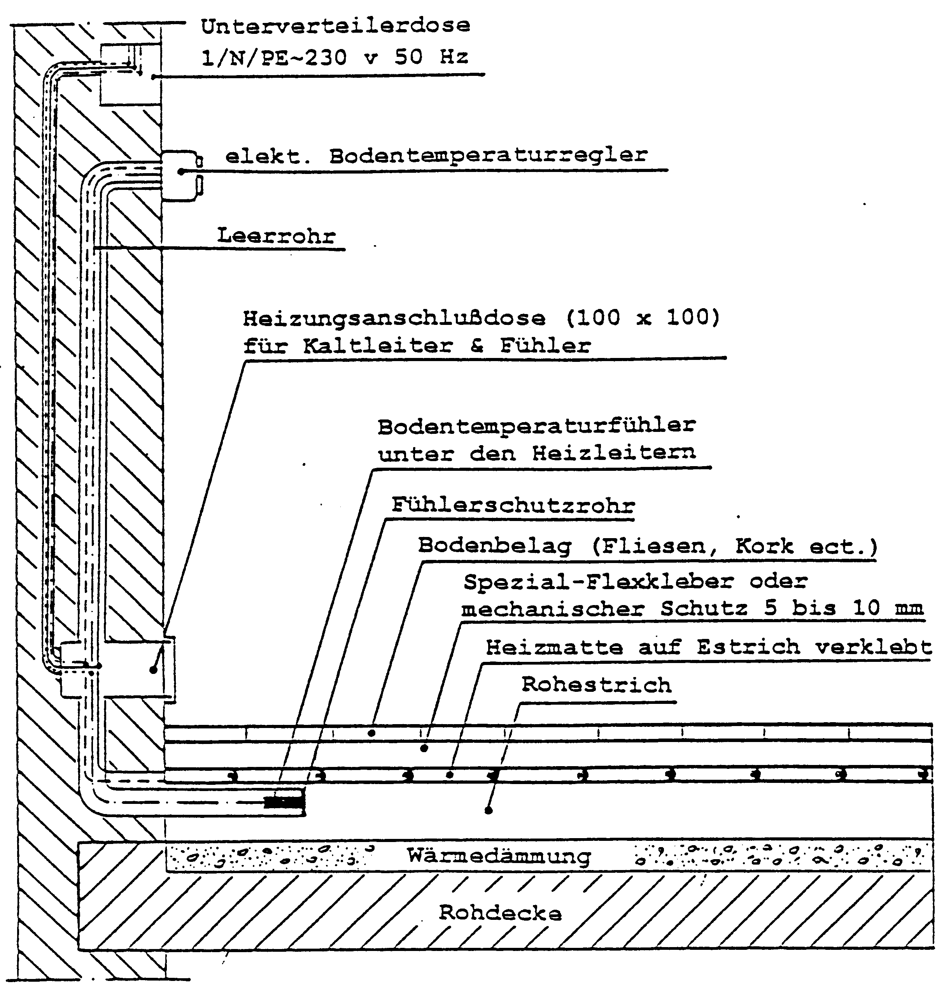 Unterverteilerdose
1/N/PE~230 v 50 Hz
elekt. Bodentemperaturregler
Leerrohr
Heizungsanschlußdose (100 x 100)
für Kaltleiter & Fühler
Bodentemperaturfühler
unter den Heizleitern
Fühlerschutzrohr
Bodenbelag (Fliesen, Kork ect.)
Spezial-Flexkleber oder
mechanischer Schutz 5 bis 10 mm
Heizmatte auf Estrich verklebt
Rohestrich
Wärmedämmung
Rohdecke